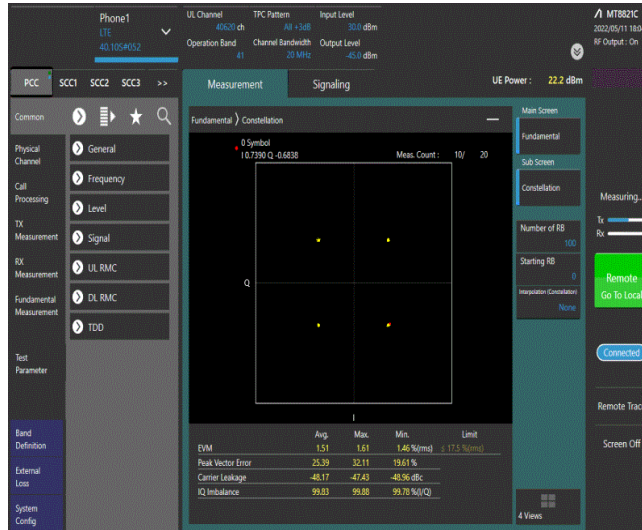 Phone1
LTE
40.10S#052
UL Channel TPC Pattern Input Level
40620 ch All +3dB 30.0 dBm
Operation Band Channel Bandwidth Output Level
41 20 MHz -45.0 dBm
MT8821C
2022/05/11 18:04
RF Output : On
PCC SCC1 SCC2 SCC3 >>
Measurement Signaling
UE Power : 22.2 dBm
Common
Physical
Channel
Call
Processing
TX
Measurement
RX
Measurement
Fundamental
Measurement
Test
Parameter
Band
Definition
External
Loss
System
Config
General
Frequency
Level
Signal
UL RMC
DL RMC
TDD
Fundamental 〉 Constellation
0 Symbol
I 0.7390 Q -0.6838 Meas. Count : 10/ 20
Q
I
Avg. Max. Min. Limit
EVM 1.51 1.61 1.46 %(rms) ≤ 17.5 %(rms)
Peak Vector Error 25.39 32.11 19.61 %
Carrier Leakage -48.17 -47.43 -48.96 dBc
IQ Imbalance 99.83 99.88 99.78 %(I/Q)
Main Screen
Fundamental
Sub Screen
Constellation
Number of RB
100
Starting RB
0
Interpolation (Constellation)
None
4 Views
Measuring...
Tx
Rx
Remote
Go To Local
Connected
Remote Trac
Screen Off